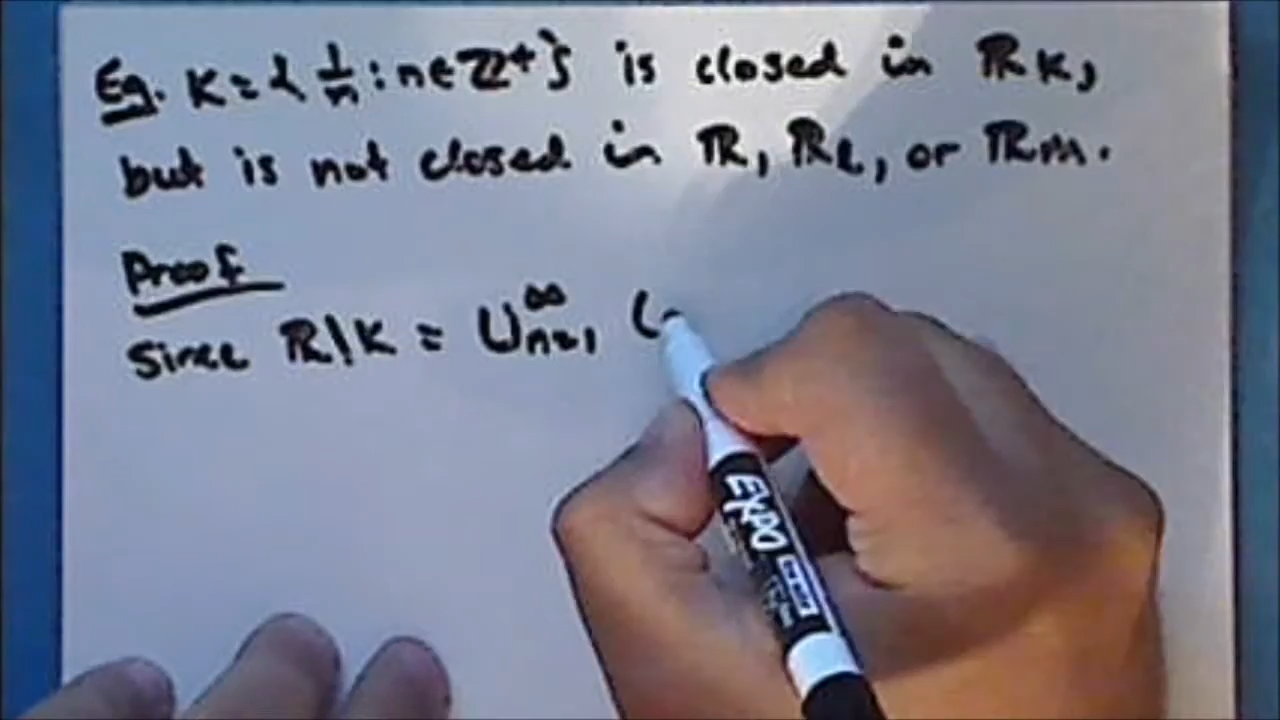 Eg. K = { 1/n : n ∈ ℤ⁺ } is closed in ℝK,
but is not closed in ℝ, ℝℓ, or ℝM.
Proof
Since ℝ\K = ∪ₙ₌₁^∞ (
EXPO